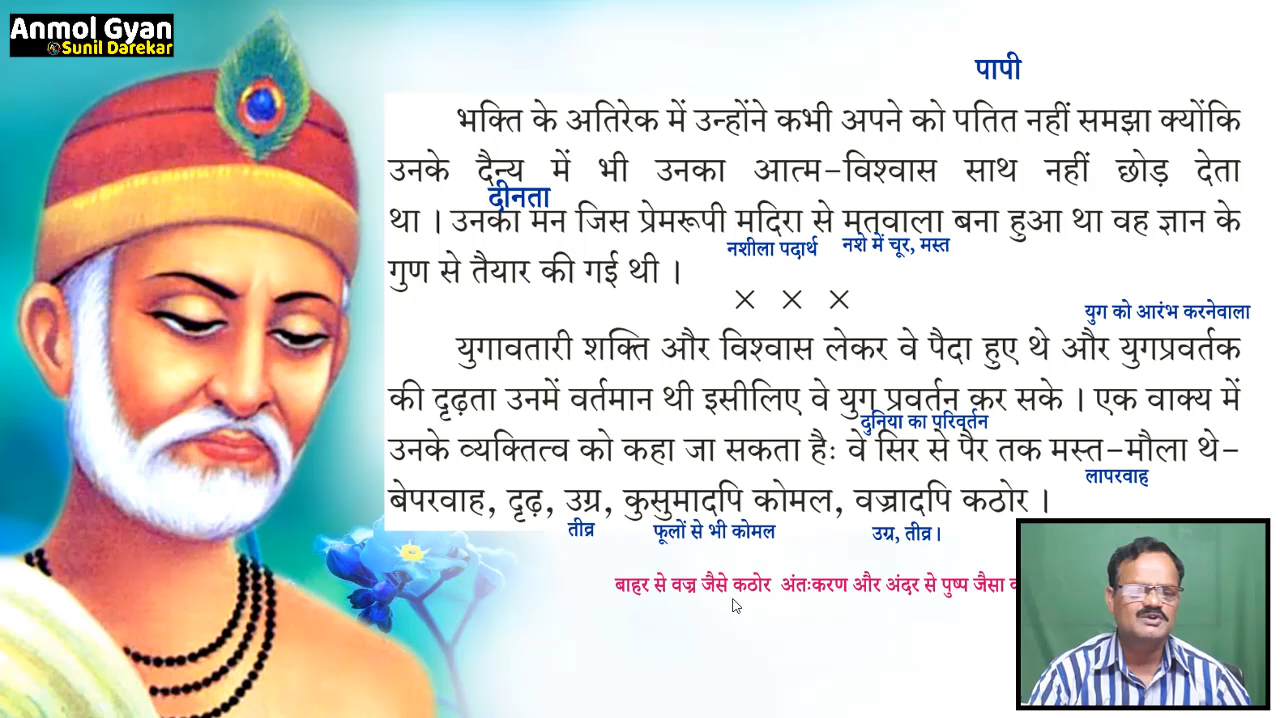 Anmol Gyan
Sunil Darekar
पापी
भक्ति के अतिरेक में उन्होंने कभी अपने को पतित नहीं समझा क्योंकि
उनके दैन्य में भी उनका आत्म-विश्वास साथ नहीं छोड़ देता
दीनता
था । उनका मन जिस प्रेमरूपी मदिरा से मतवाला बना हुआ था वह ज्ञान के
नशीला पदार्थ नशे में चूर, मस्त
गुण से तैयार की गई थी ।
× × ×
युग को आरंभ करनेवाला
युगावतारी शक्ति और विश्वास लेकर वे पैदा हुए थे और युगप्रवर्तक
की दृढ़ता उनमें वर्तमान थी इसीलिए वे युग प्रवर्तन कर सके । एक वाक्य में
दुनिया का परिवर्तन
उनके व्यक्तित्व को कहा जा सकता हैः वे सिर से पैर तक मस्त-मौला थे-
लापरवाह
बेपरवाह, दृढ़, उग्र, कुसुमादपि कोमल, वज्रादपि कठोर ।
तीव्र फूलों से भी कोमल उग्र, तीव्र ।
बाहर से वज्र जैसे कठोर अंतःकरण और अंदर से पुष्प जैसा